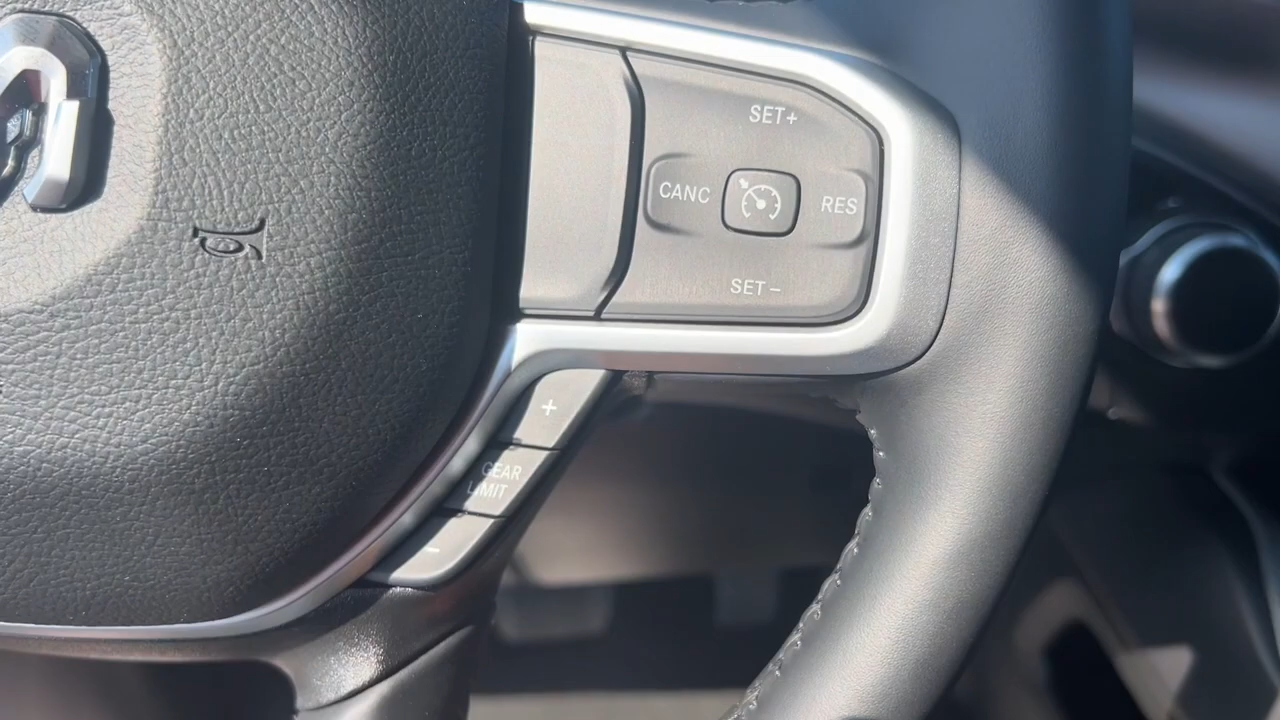 SET+
CANC
RES
SET−
+
GEAR
LIMIT
−